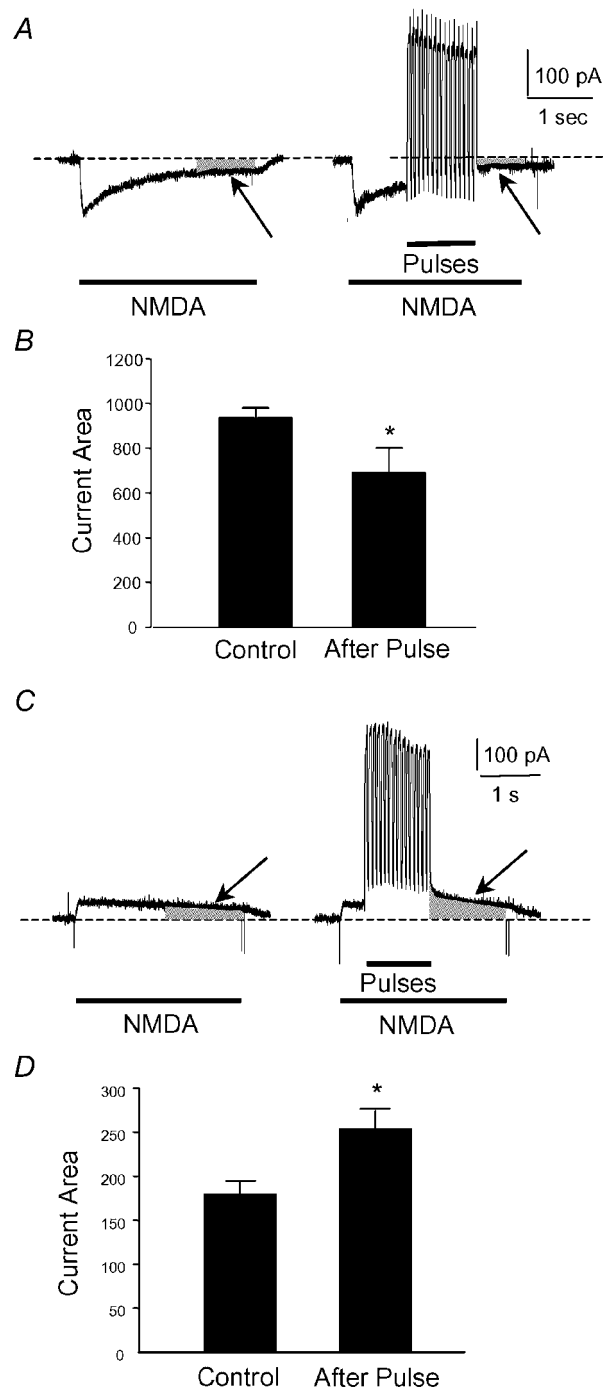 A
100 pA
1 sec
Pulses
NMDA NMDA
B
1200
1000
800
600
400
200
0
Current Area
*
Control After Pulse
C
100 pA
1 s
Pulses
NMDA NMDA
D
300
250
200
150
100
50
0
Current Area
*
Control After Pulse